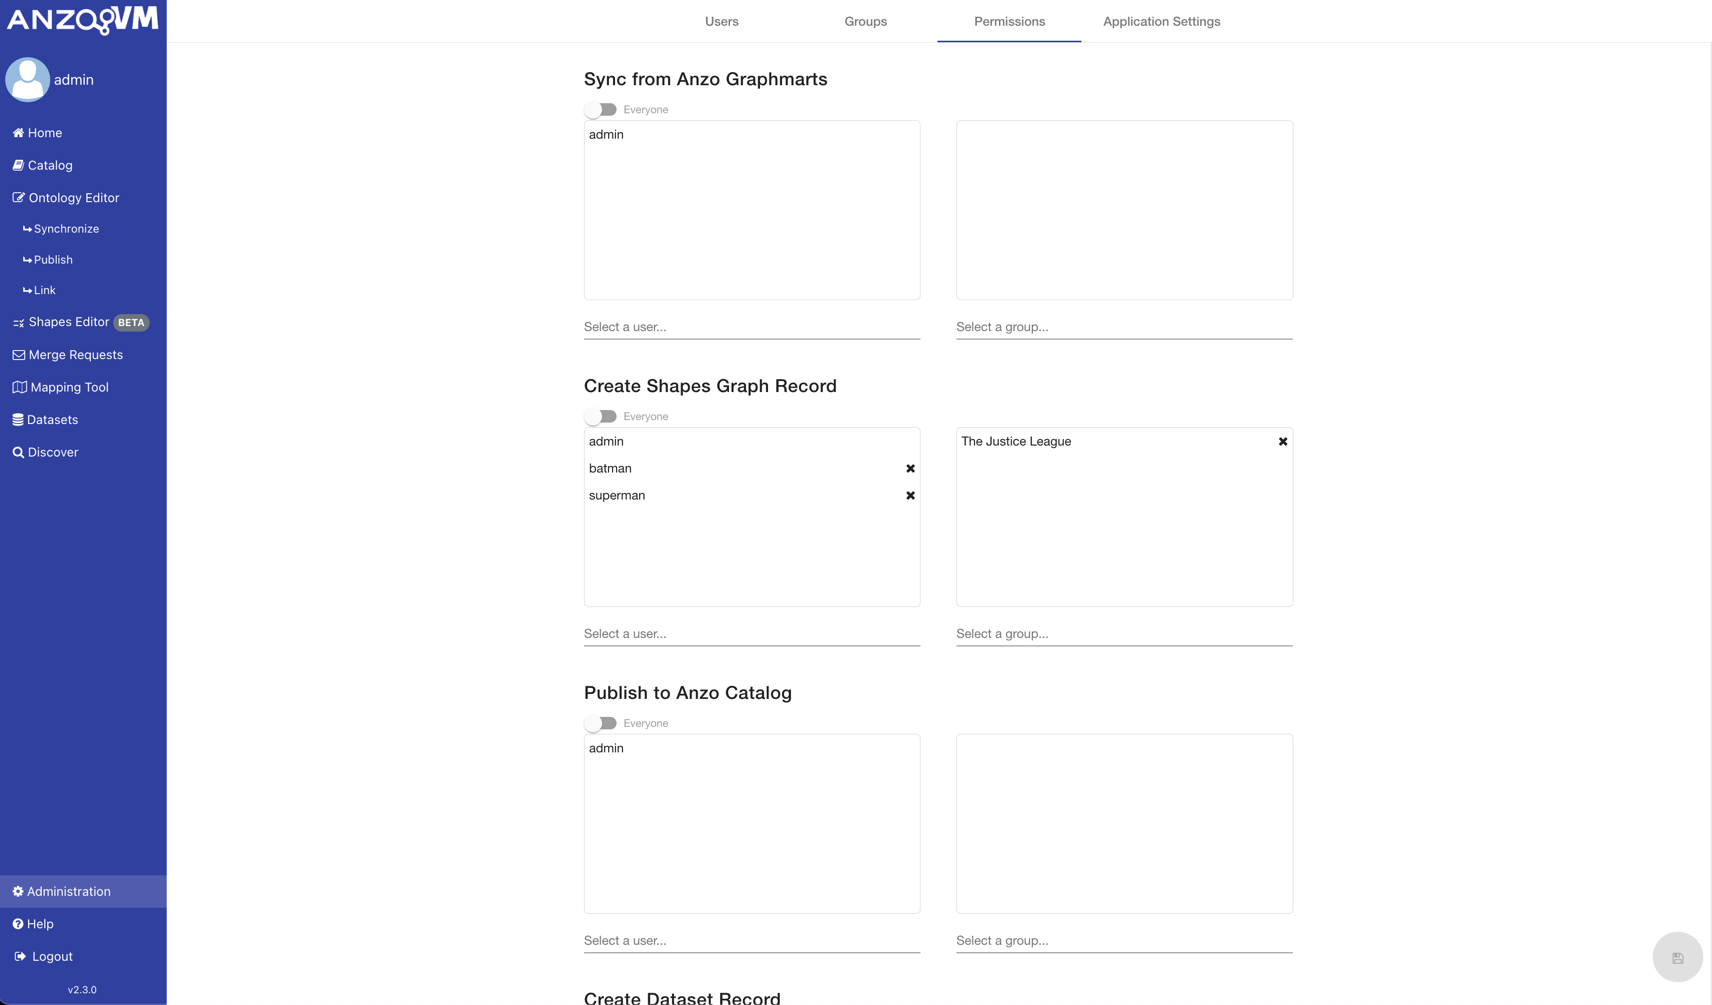 ANZOVM
admin
Home
Catalog
Ontology Editor
Synchronize
Publish
Link
Shapes Editor BETA
Merge Requests
Mapping Tool
Datasets
Discover
Administration
Help
Logout
v2.3.0
Users Groups Permissions Application Settings
Sync from Anzo Graphmarts
Everyone
admin
Select a user... Select a group...
Create Shapes Graph Record
Everyone
admin The Justice League
batman
superman
Select a user... Select a group...
Publish to Anzo Catalog
Everyone
admin
Select a user... Select a group...
Create Dataset Record